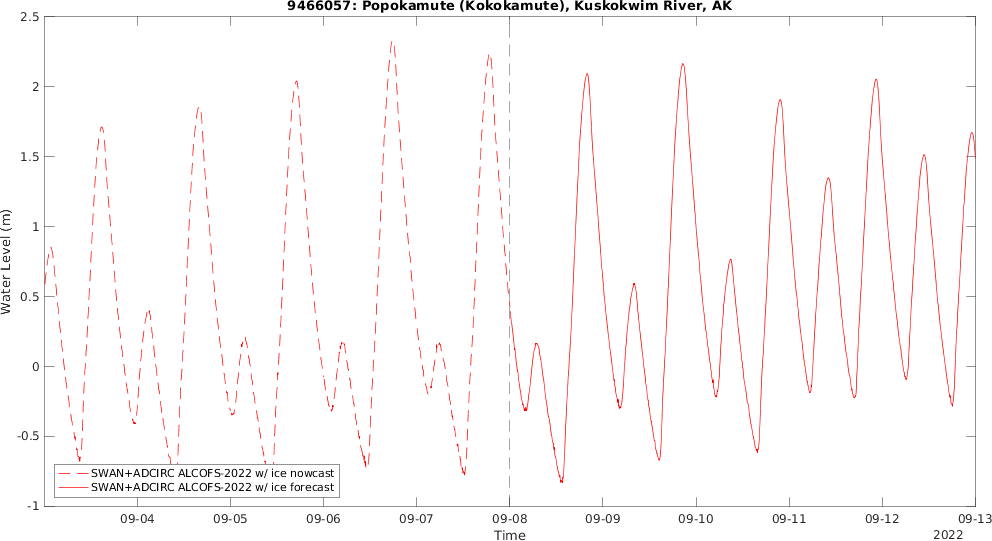 9466057: Popokamute (Kokokamute), Kuskokwim River, AK
2.5
2
1.5
1
0.5
0
-0.5
-1
Water Level (m)
SWAN+ADCIRC ALCOFS-2022 w/ ice nowcast
SWAN+ADCIRC ALCOFS-2022 w/ ice forecast
09-04 09-05 09-06 09-07 09-08 09-09 09-10 09-11 09-12 09-13
Time
2022